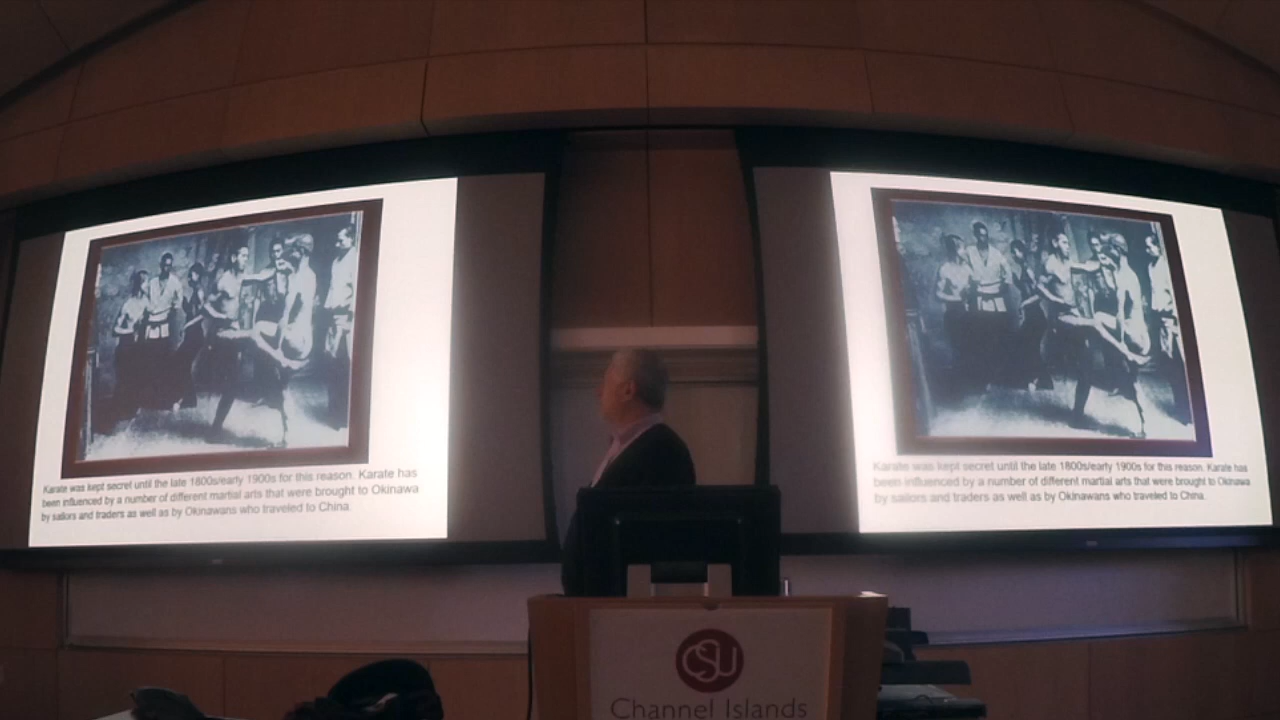 Karate was kept secret until the late 1800s/early 1900s for this reason. Karate has
been influenced by a number of different martial arts that were brought to Okinawa
by sailors and traders as well as by Okinawans who traveled to China.
Karate was kept secret until the late 1800s/early 1900s for this reason. Karate has
been influenced by a number of different martial arts that were brought to Okinawa
by sailors and traders as well as by Okinawans who traveled to China.
CSU
Channel Islands